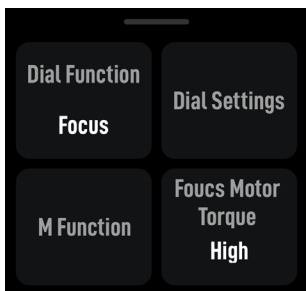 Dial Function
Focus
Dial Settings
M Function
Foucs Motor
Torque
High